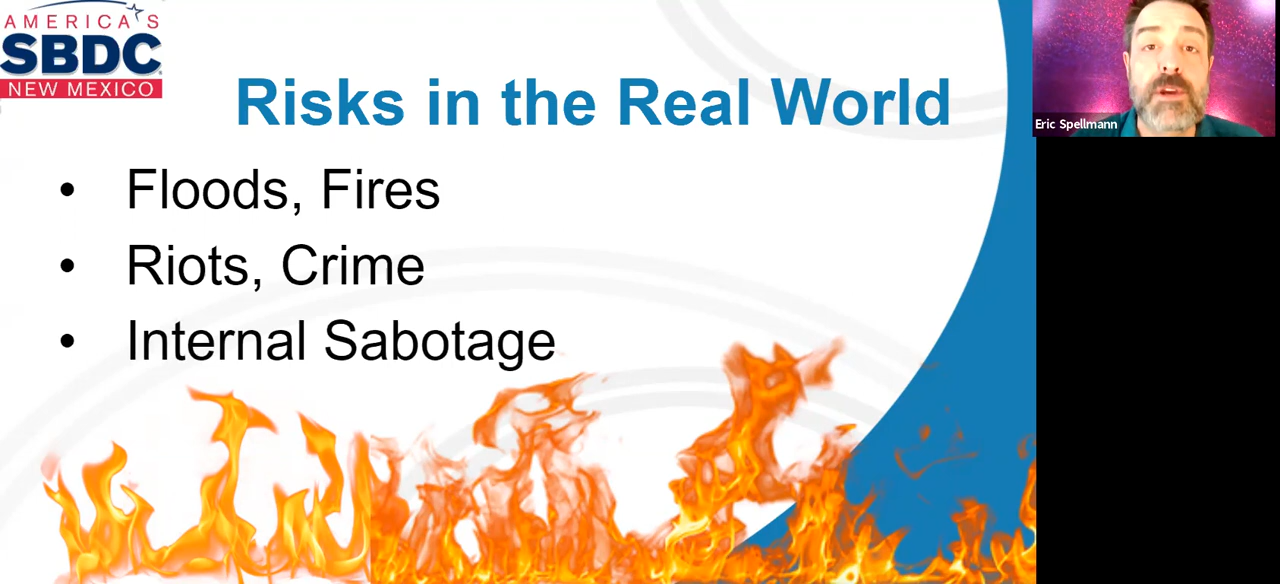 AMERICA'S
SBDC
NEW MEXICO
Risks in the Real World
• Floods, Fires
• Riots, Crime
• Internal Sabotage
Eric Spellmann